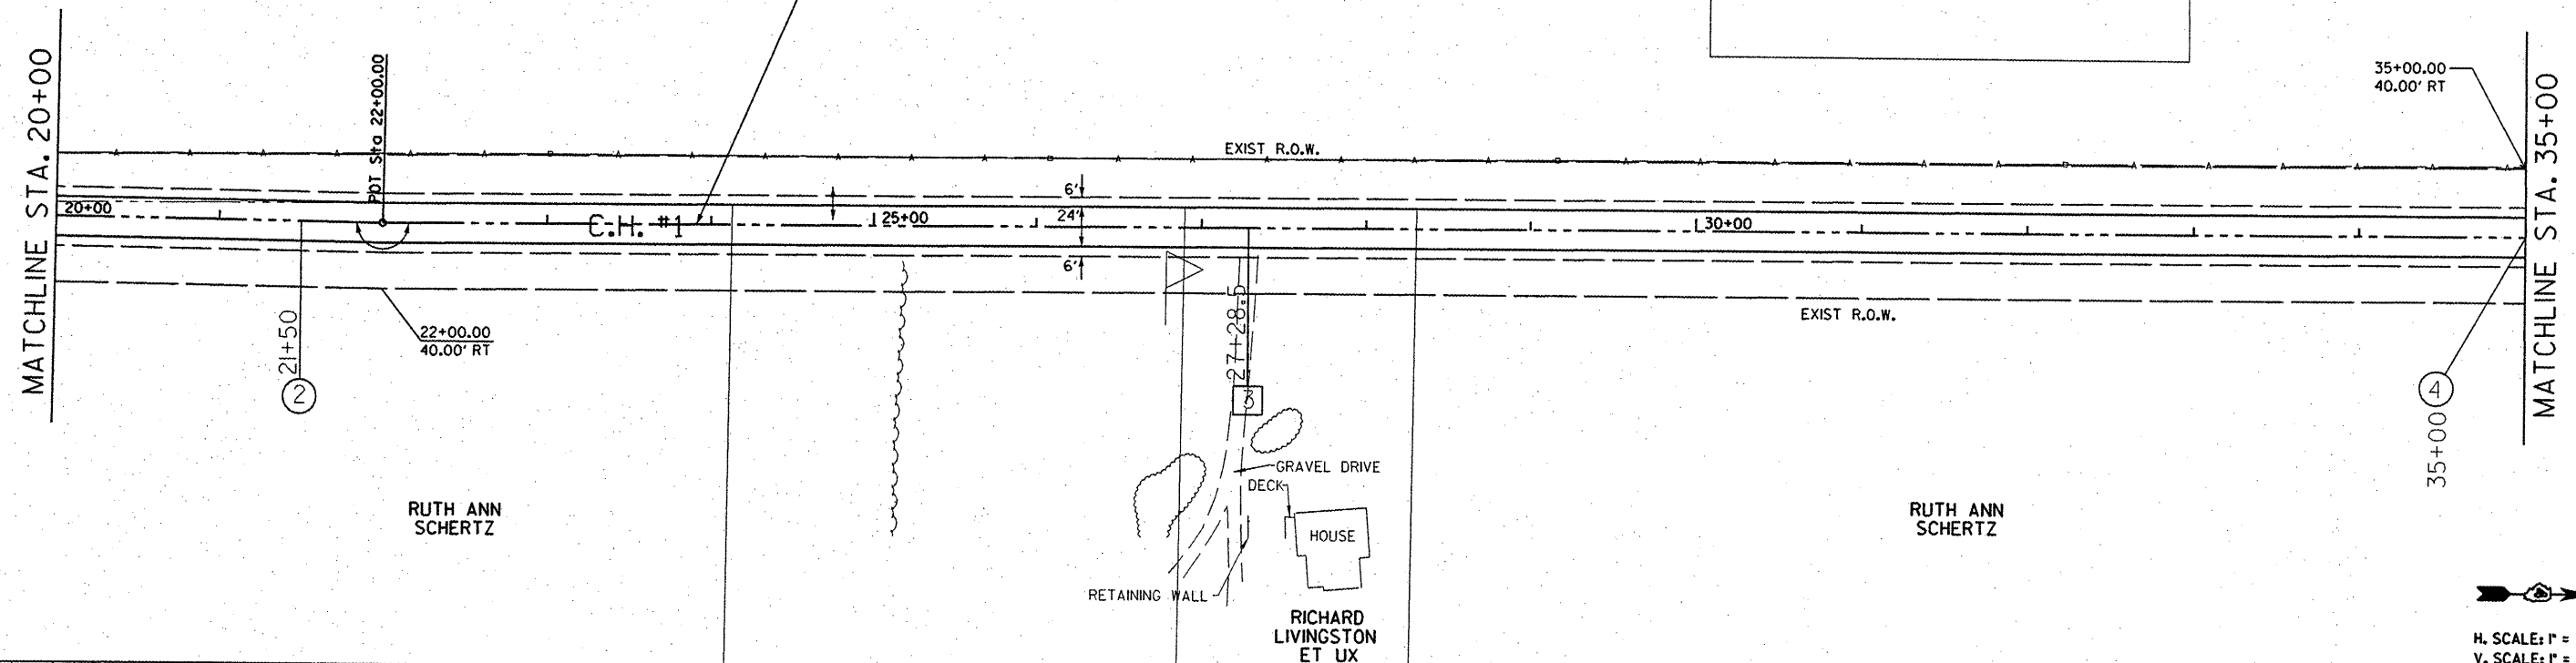 MATCHLINE STA. 20+00
POT Sta 22+00.00
35+00.00
40.00' RT
MATCHLINE STA. 35+00
EXIST R.O.W.
20+00
C.H. #1
25+00
6'
24'
6'
30+00
EXIST R.O.W.
21+50
2
22+00.00
40.00' RT
27+28.5
3
4
35+00
GRAVEL DRIVE
DECK
HOUSE
RETAINING WALL
RUTH ANN
SCHERTZ
RICHARD
LIVINGSTON
ET UX
RUTH ANN
SCHERTZ
H. SCALE: 1" =
V. SCALE: 1" =